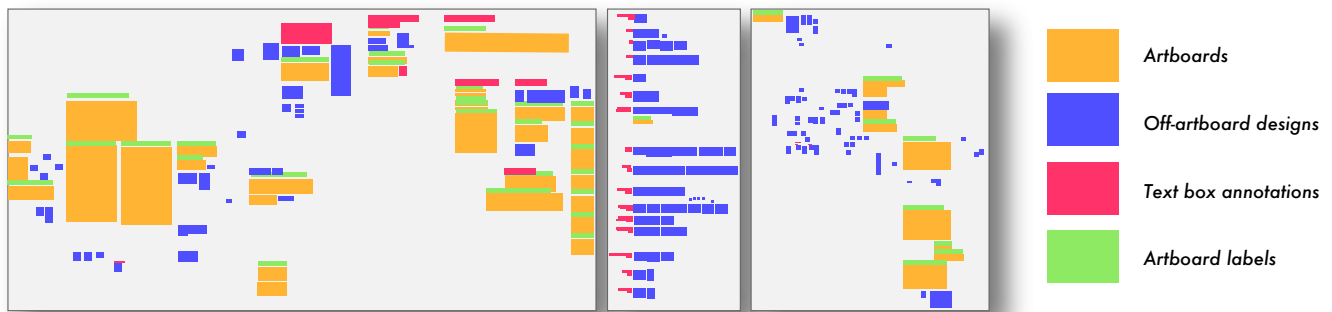 Artboards
Off-artboard designs
Text box annotations
Artboard labels